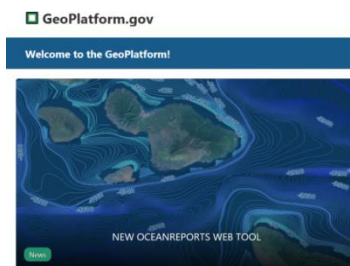 GeoPlatform.gov
Welcome to the GeoPlatform!
NEW OCEANREPORTS WEB TOOL
News